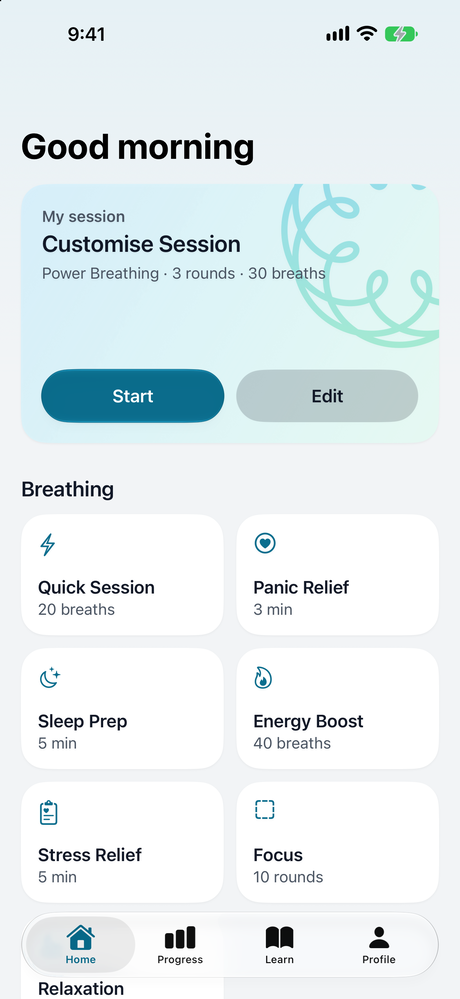 9:41
Good morning
My session
Customise Session
Power Breathing · 3 rounds · 30 breaths
Start
Edit
Breathing
Quick Session
20 breaths
Panic Relief
3 min
Sleep Prep
5 min
Energy Boost
40 breaths
Stress Relief
5 min
Focus
10 rounds
Home
Progress
Learn
Profile
Relaxation